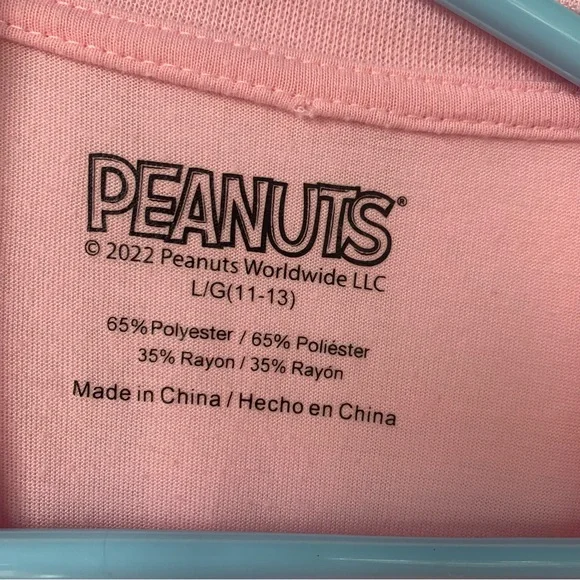 PEANUTS®
© 2022 Peanuts Worldwide LLC
L/G(11-13)
65% Polyester / 65% Poliéster
35% Rayon / 35% Rayón
Made in China / Hecho en China